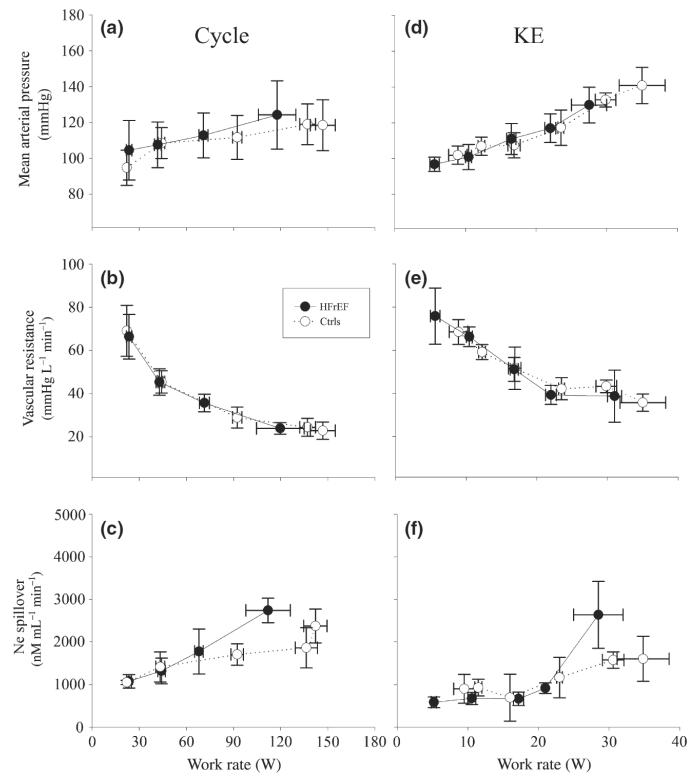 (a)
Cycle
(d)
KE
Mean arterial pressure
(mmHg)
180
160
140
120
100
80
(b)
(e)
Vascular resistance
(mmHg L⁻¹ min⁻¹)
100
80
60
40
20
HFrEF
Ctrls
(c)
(f)
Ne spillover
(nM mL⁻¹ min⁻¹)
5000
4000
3000
2000
1000
0
0 30 60 90 120 150 180
0 10 20 30 40
Work rate (W)
Work rate (W)